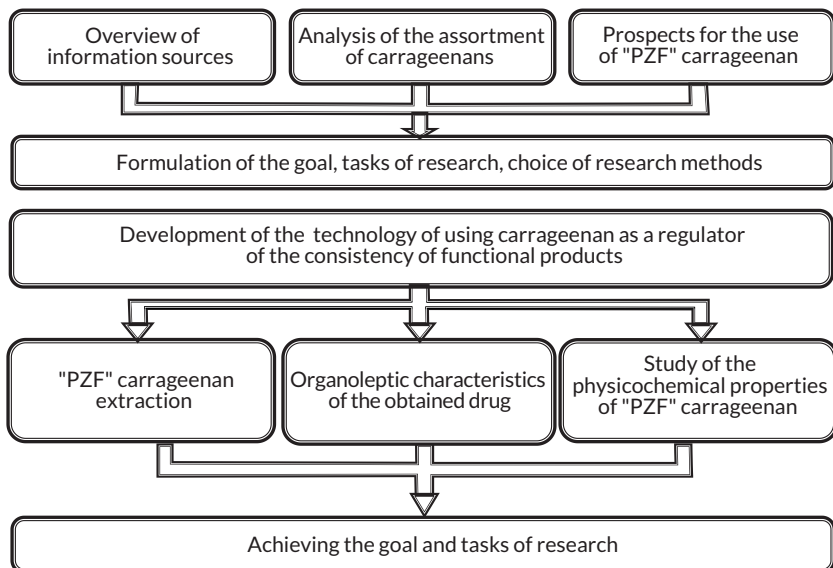 Overview of
information sources
Analysis of the assortment
of carrageenans
Prospects for the use
of "PZF" carrageenan
Formulation of the goal, tasks of research, choice of research methods
Development of the technology of using carrageenan as a regulator
of the consistency of functional products
"PZF" carrageenan
extraction
Organoleptic characteristics
of the obtained drug
Study of the
physicochemical properties
of "PZF" carrageenan
Achieving the goal and tasks of research